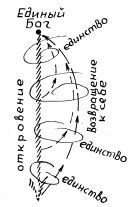 Единый
Бог
единство
откровение
возвращение
к себе
единство
единство
единство